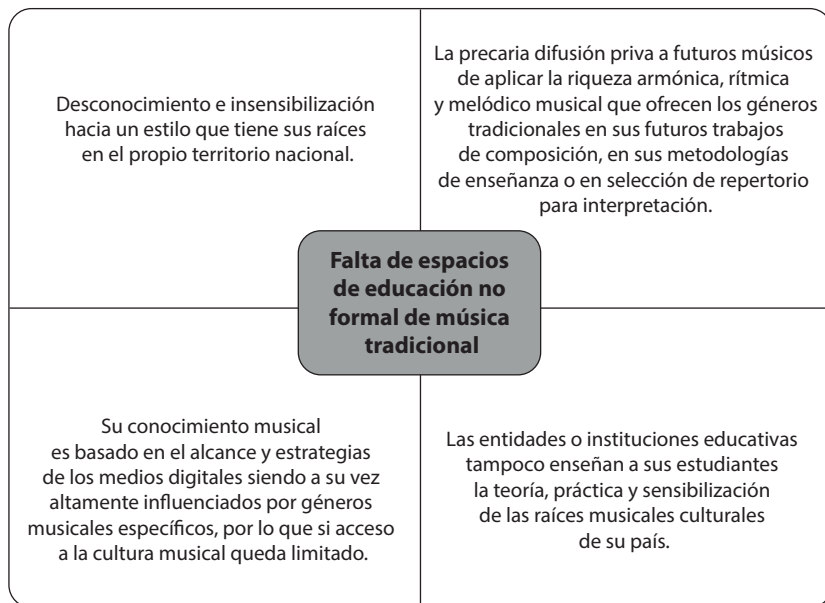 Desconocimiento e insensibilización
hacia un estilo que tiene sus raíces
en el propio territorio nacional.
La precaria difusión priva a futuros músicos
de aplicar la riqueza armónica, rítmica
y melódico musical que ofrecen los géneros
tradicionales en sus futuros trabajos
de composición, en sus metodologías
de enseñanza o en selección de repertorio
para interpretación.
Falta de espacios
de educación no
formal de música
tradicional
Su conocimiento musical
es basado en el alcance y estrategias
de los medios digitales siendo a su vez
altamente influenciados por géneros
musicales específicos, por lo que si acceso
a la cultura musical queda limitado.
Las entidades o instituciones educativas
tampoco enseñan a sus estudiantes
la teoría, práctica y sensibilización
de las raíces musicales culturales
de su país.